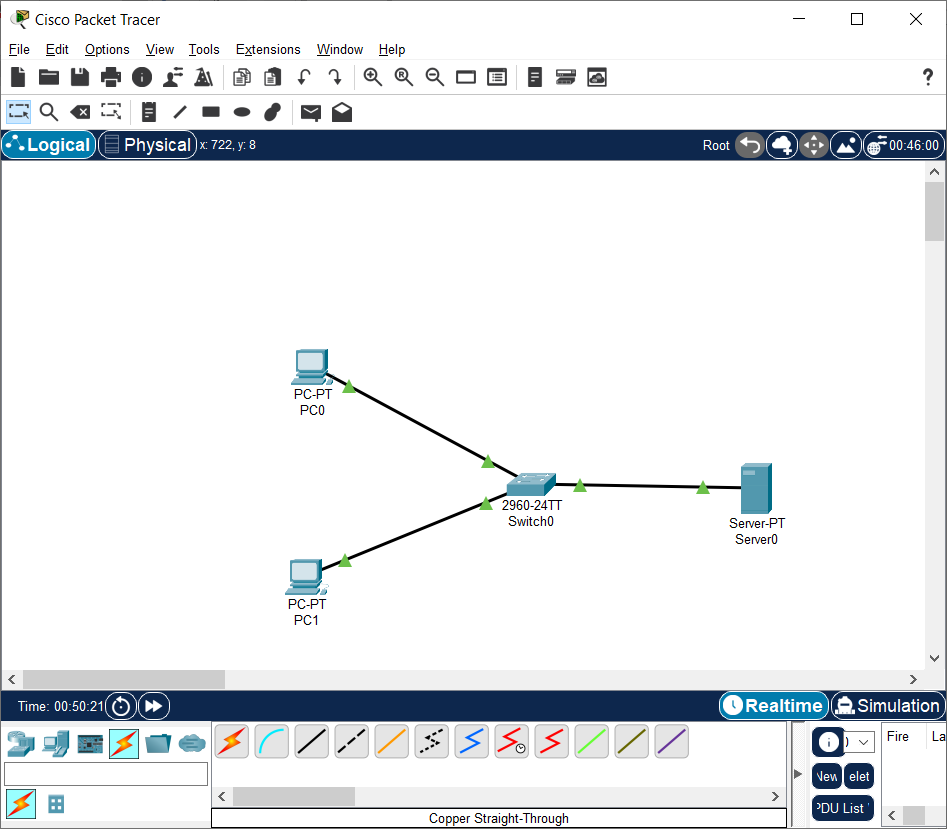 Cisco Packet Tracer
File Edit Options View Tools Extensions Window Help
?
Logical Physical x: 722, y: 8 Root 00:46:00
PC-PT
PC0
2960-24TT
Switch0
Server-PT
Server0
PC-PT
PC1
Time: 00:50:21 Realtime Simulation
Fire La
New elet
PDU List
Copper Straight-Through